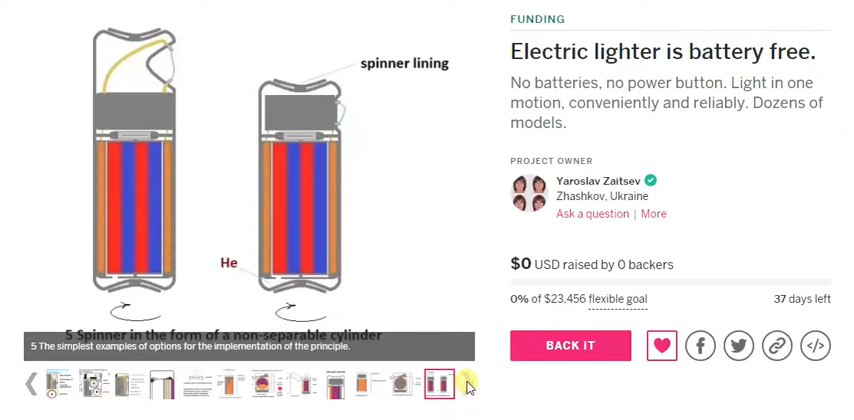 spinner lining
He
5 Spinner in the form of a non-separable cylinder
5 The simplest examples of options for the implementation of the principle.
FUNDING
Electric lighter is battery free.
No batteries, no power button. Light in one
motion, conveniently and reliably. Dozens of
models.
PROJECT OWNER
Yaroslav Zaitsev
Zhashkov, Ukraine
Ask a question | More
$0 USD raised by 0 backers
0% of $23,456 flexible goal
37 days left
BACK IT